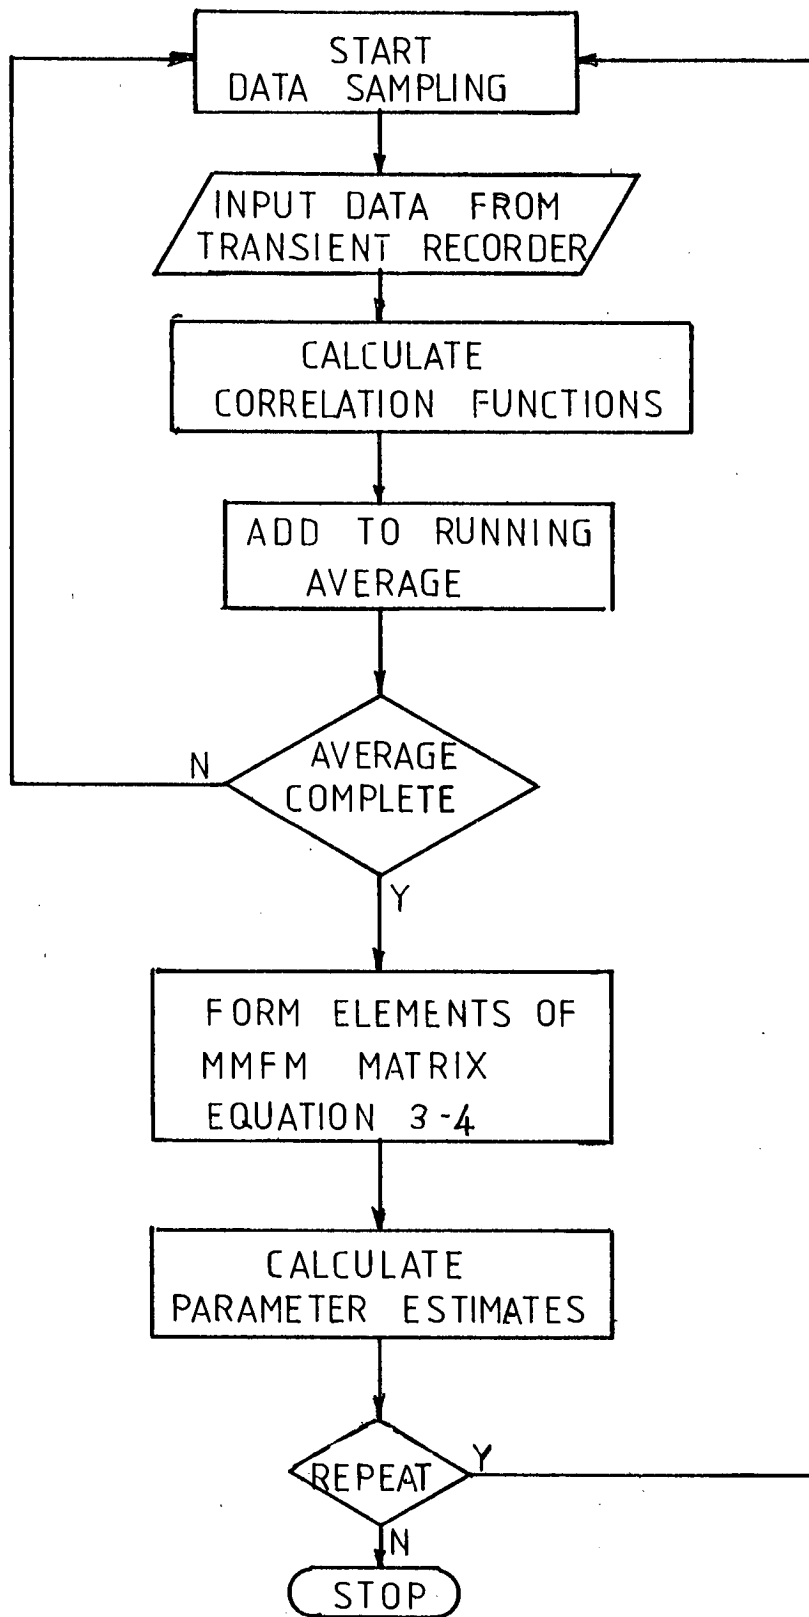 START
DATA SAMPLING
INPUT DATA FROM
TRANSIENT RECORDER
CALCULATE
CORRELATION FUNCTIONS
ADD TO RUNNING
AVERAGE
AVERAGE
COMPLETE
N
Y
FORM ELEMENTS OF
MMFM MATRIX
EQUATION 3-4
CALCULATE
PARAMETER ESTIMATES
REPEAT
Y
N
STOP